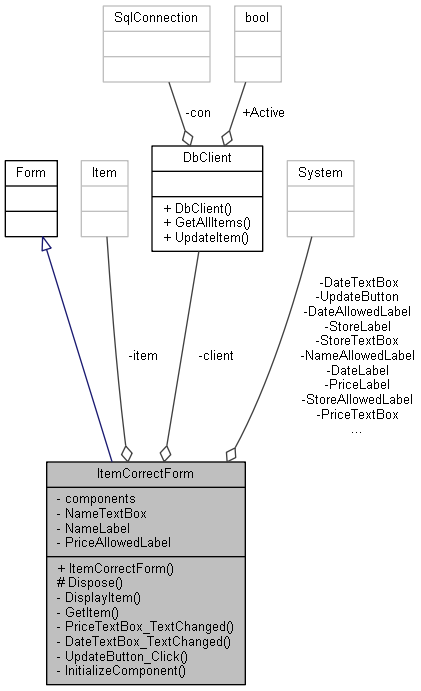 SqlConnection
bool
-con
+Active
DbClient
+ DbClient()
+ GetAllItems()
+ UpdateItem()
Form
Item
System
-item
-client
-DateTextBox
-UpdateButton
-DateAllowedLabel
-StoreLabel
-StoreTextBox
-NameAllowedLabel
-DateLabel
-PriceLabel
-StoreAllowedLabel
-PriceTextBox
...
ItemCorrectForm
- components
- NameTextBox
- NameLabel
- PriceAllowedLabel
+ ItemCorrectForm()
# Dispose()
- DisplayItem()
- GetItem()
- PriceTextBox_TextChanged()
- DateTextBox_TextChanged()
- UpdateButton_Click()
- InitializeComponent()